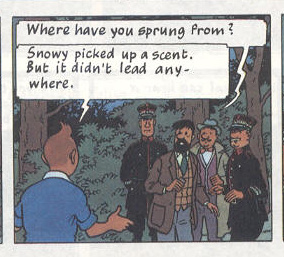 Where have you sprung from?
Snowy picked up a scent.
But it didn't lead any-
where.